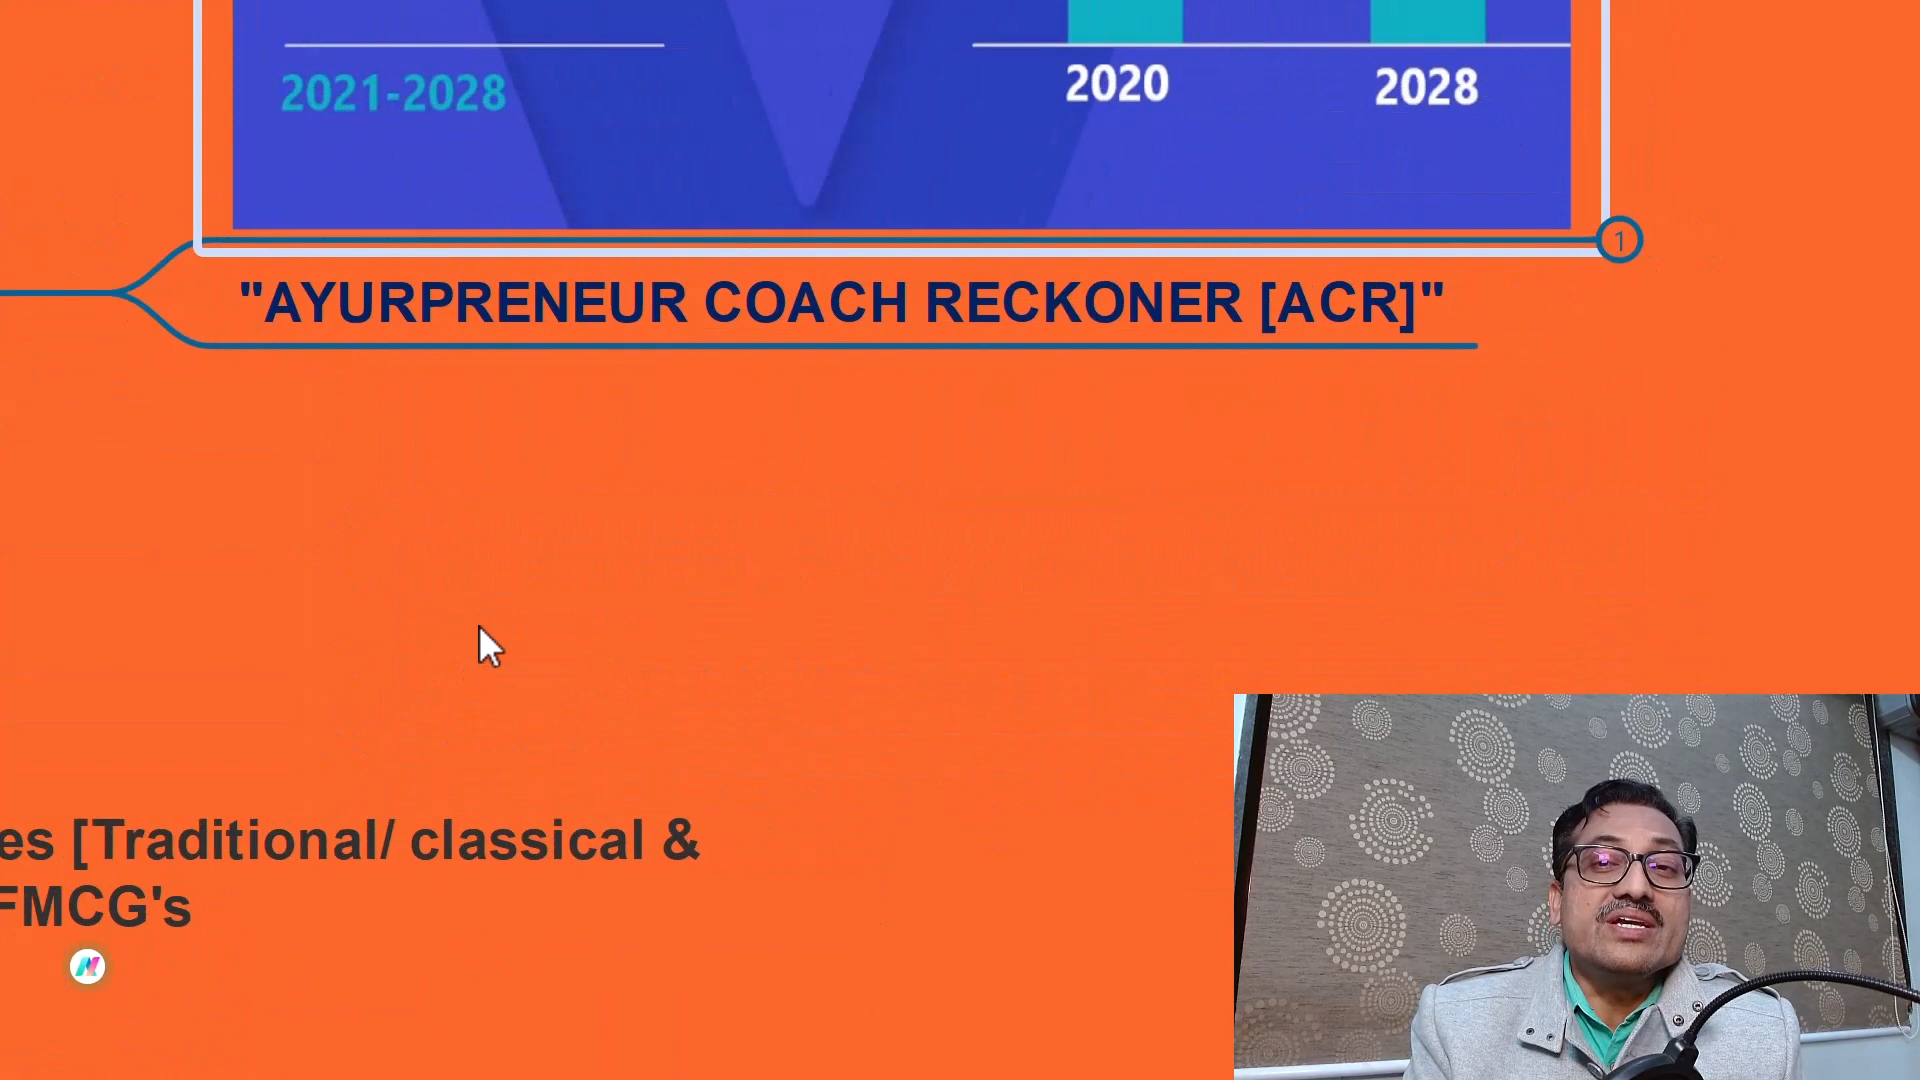 2021-2028
2020
2028
1
"AYURPRENEUR COACH RECKONER [ACR]"
es [Traditional/ classical &
FMCG's